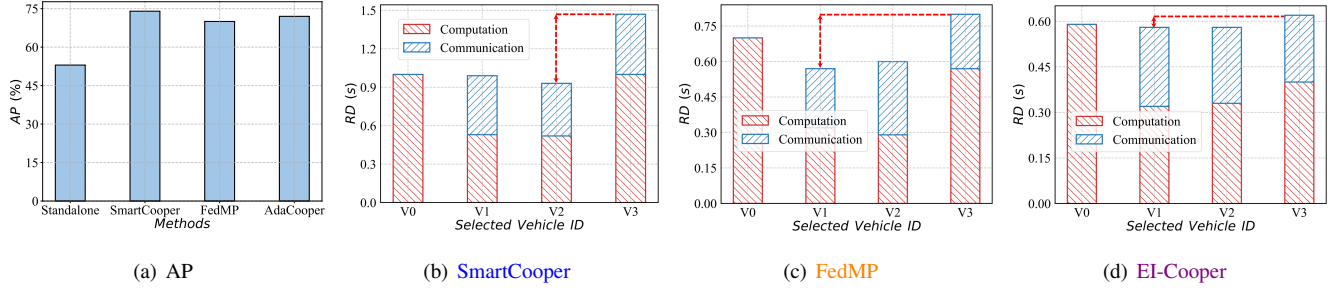 75
60
45
30
15
0
AP (%)
Standalone SmartCooper FedMP AdaCooper
Methods
(a) AP
1.5
1.2
0.9
0.6
0.3
0.0
RD (s)
Computation
Communication
V0 V1 V2 V3
Selected Vehicle ID
(b) SmartCooper
0.75
0.60
0.45
0.30
0.15
0.00
RD (s)
Computation
Communication
V0 V1 V2 V3
Selected Vehicle ID
(c) FedMP
0.60
0.45
0.30
0.15
0.00
RD (s)
Computation
Communication
V0 V1 V2 V3
Selected Vehicle ID
(d) EI-Cooper